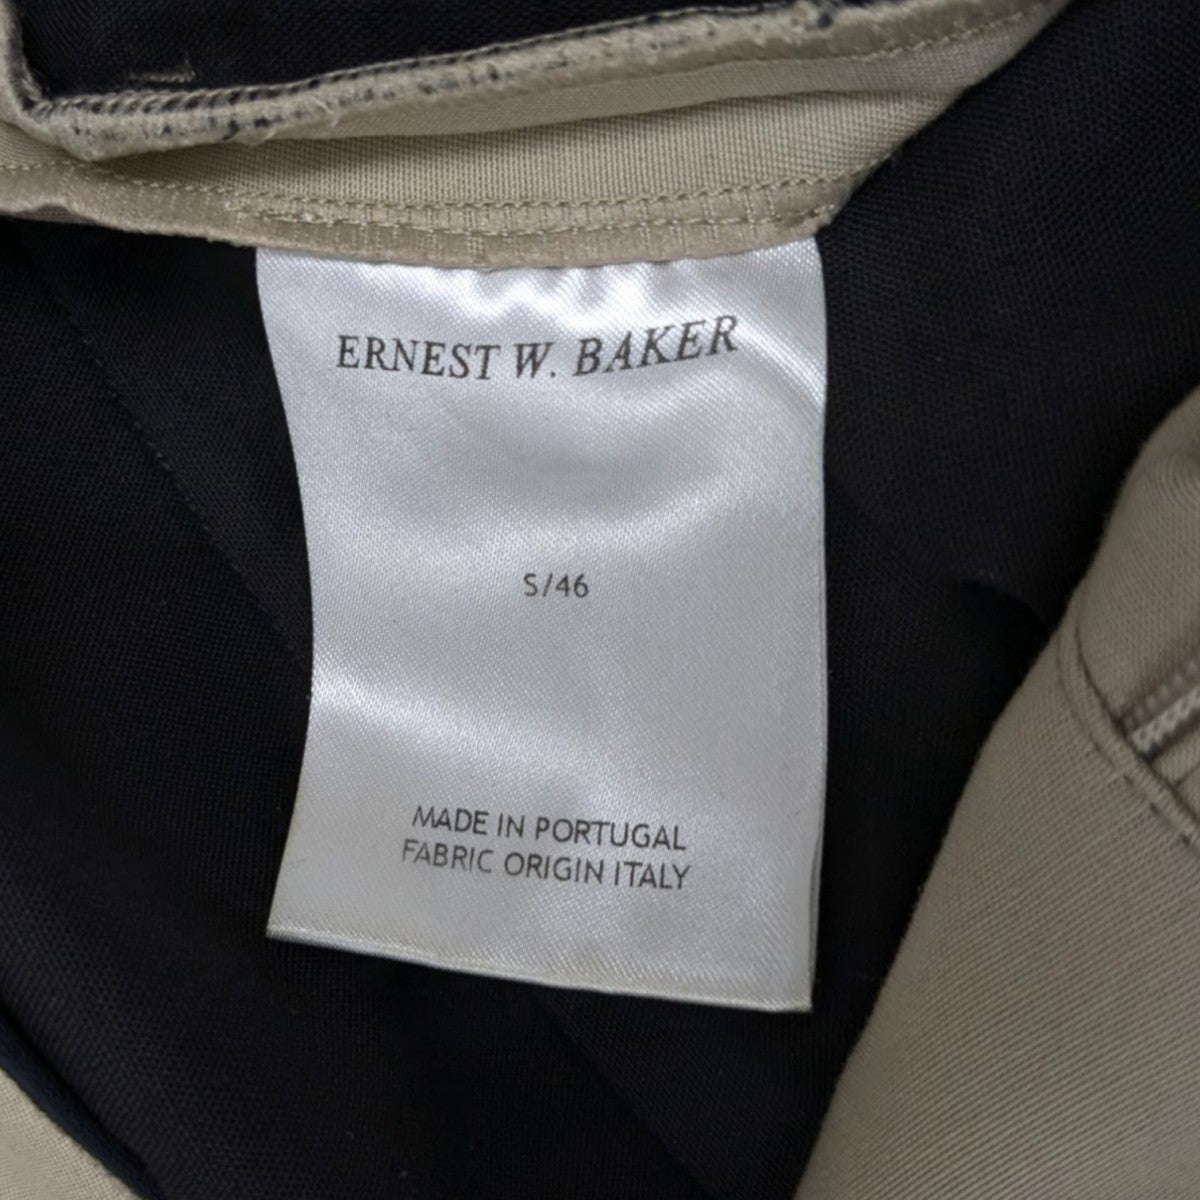 ERNEST W. BAKER
S/46
MADE IN PORTUGAL
FABRIC ORIGIN ITALY